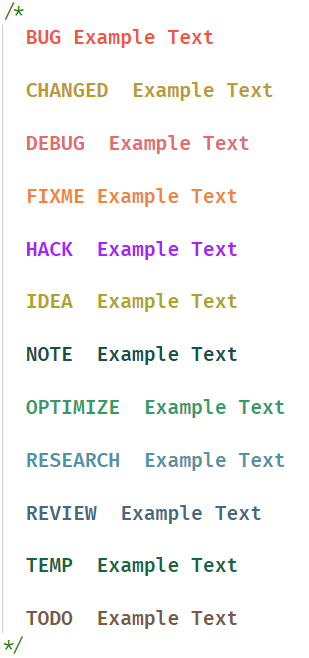 /*
BUG Example Text
CHANGED  Example Text
DEBUG  Example Text
FIXME Example Text
HACK  Example Text
IDEA  Example Text
NOTE  Example Text
OPTIMIZE  Example Text
RESEARCH  Example Text
REVIEW  Example Text
TEMP  Example Text
TODO  Example Text
*/